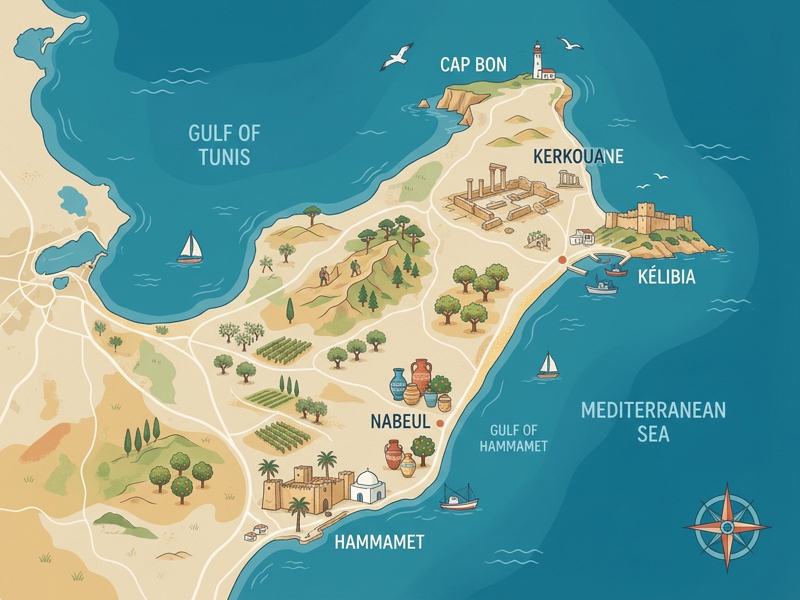 CAP BON
GULF OF
TUNIS
KERKOUANE
KÉLIBIA
MEDITERRANEAN
SEA
NABEUL
GULF OF
HAMMAMET
HAMMAMET